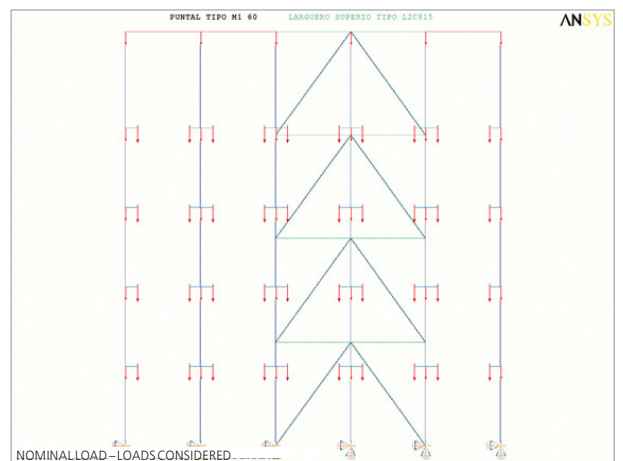 PUNTAL TIPO M1 60 LARGUERO SUPERIO TIPO L2C815
ANSYS
NOMINAL LOAD – LOADS CONSIDERED